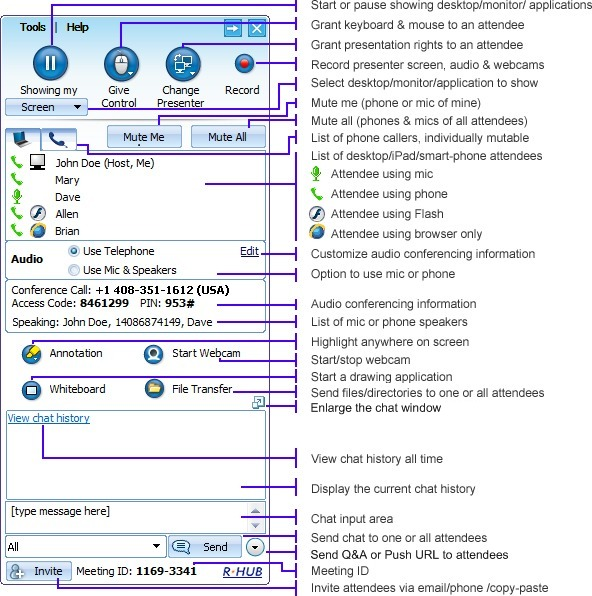 Start or pause showing desktop/monitor/ applications
Tools | Help
Grant keyboard & mouse to an attendee
Grant presentation rights to an attendee
Record presenter screen, audio & webcams
Showing my
Give Control
Change Presenter
Record
Select desktop/monitor/application to show
Screen
Mute me (phone or mic of mine)
Mute all (phones & mics of all attendees)
Mute Me
Mute All
List of phone callers, individually mutable
List of desktop/iPad/smart-phone attendees
John Doe (Host, Me)
Attendee using mic
Mary
Attendee using phone
Dave
Attendee using Flash
Allen
Attendee using browser only
Brian
Audio
Use Telephone
Edit
Customize audio conferencing information
Use Mic & Speakers
Option to use mic or phone
Conference Call: +1 408-351-1612 (USA)
Access Code: 8461299 PIN: 953#
Audio conferencing information
Speaking: John Doe, 14086874149, Dave
List of mic or phone speakers
Highlight anywhere on screen
Annotation
Start Webcam
Start/stop webcam
Start a drawing application
Whiteboard
File Transfer
Send files/directories to one or all attendees
Enlarge the chat window
View chat history
View chat history all time
Display the current chat history
[type message here]
Chat input area
Send chat to one or all attendees
All
Send
Send Q&A or Push URL to attendees
Invite
Meeting ID: 1169-3341
R·HUB
Meeting ID
Invite attendees via email/phone /copy-paste